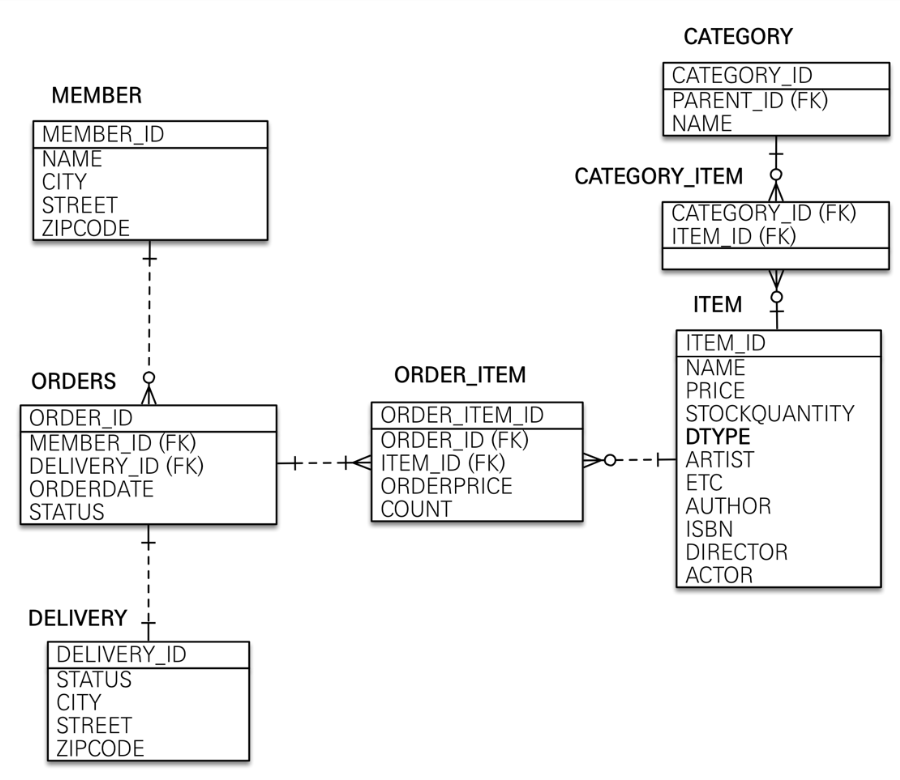 MEMBER
MEMBER_ID
NAME
CITY
STREET
ZIPCODE
ORDERS
ORDER_ID
MEMBER_ID (FK)
DELIVERY_ID (FK)
ORDERDATE
STATUS
DELIVERY
DELIVERY_ID
STATUS
CITY
STREET
ZIPCODE
ORDER_ITEM
ORDER_ITEM_ID
ORDER_ID (FK)
ITEM_ID (FK)
ORDERPRICE
COUNT
CATEGORY
CATEGORY_ID
PARENT_ID (FK)
NAME
CATEGORY_ITEM
CATEGORY_ID (FK)
ITEM_ID (FK)
ITEM
ITEM_ID
NAME
PRICE
STOCKQUANTITY
DTYPE
ARTIST
ETC
AUTHOR
ISBN
DIRECTOR
ACTOR